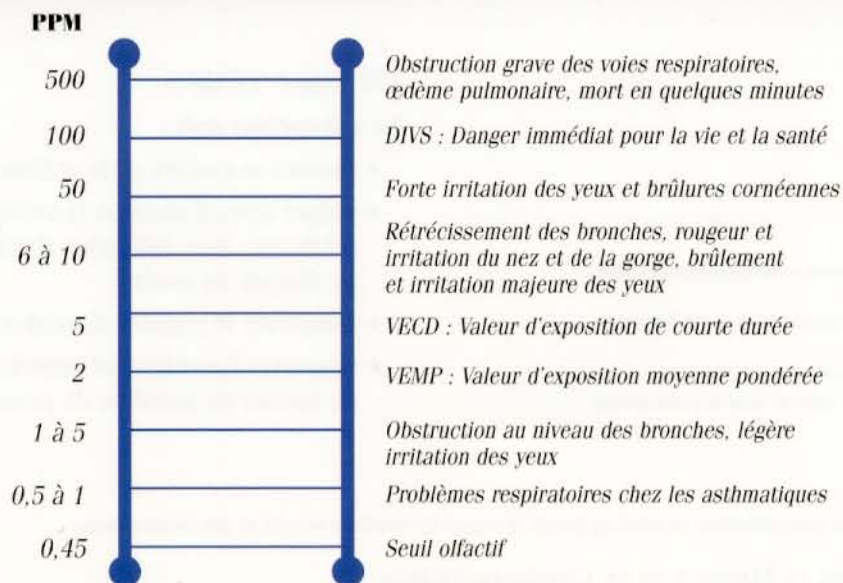 PPM
500
Obstruction grave des voies respiratoires,
œdème pulmonaire, mort en quelques minutes
100
DIVS : Danger immédiat pour la vie et la santé
50
Forte irritation des yeux et brûlures cornéennes
6 à 10
Rétrécissement des bronches, rougeur et
irritation du nez et de la gorge, brûlement
et irritation majeure des yeux
5
VECD : Valeur d'exposition de courte durée
2
VEMP : Valeur d'exposition moyenne pondérée
1 à 5
Obstruction au niveau des bronches, légère
irritation des yeux
0,5 à 1
Problèmes respiratoires chez les asthmatiques
0,45
Seuil olfactif